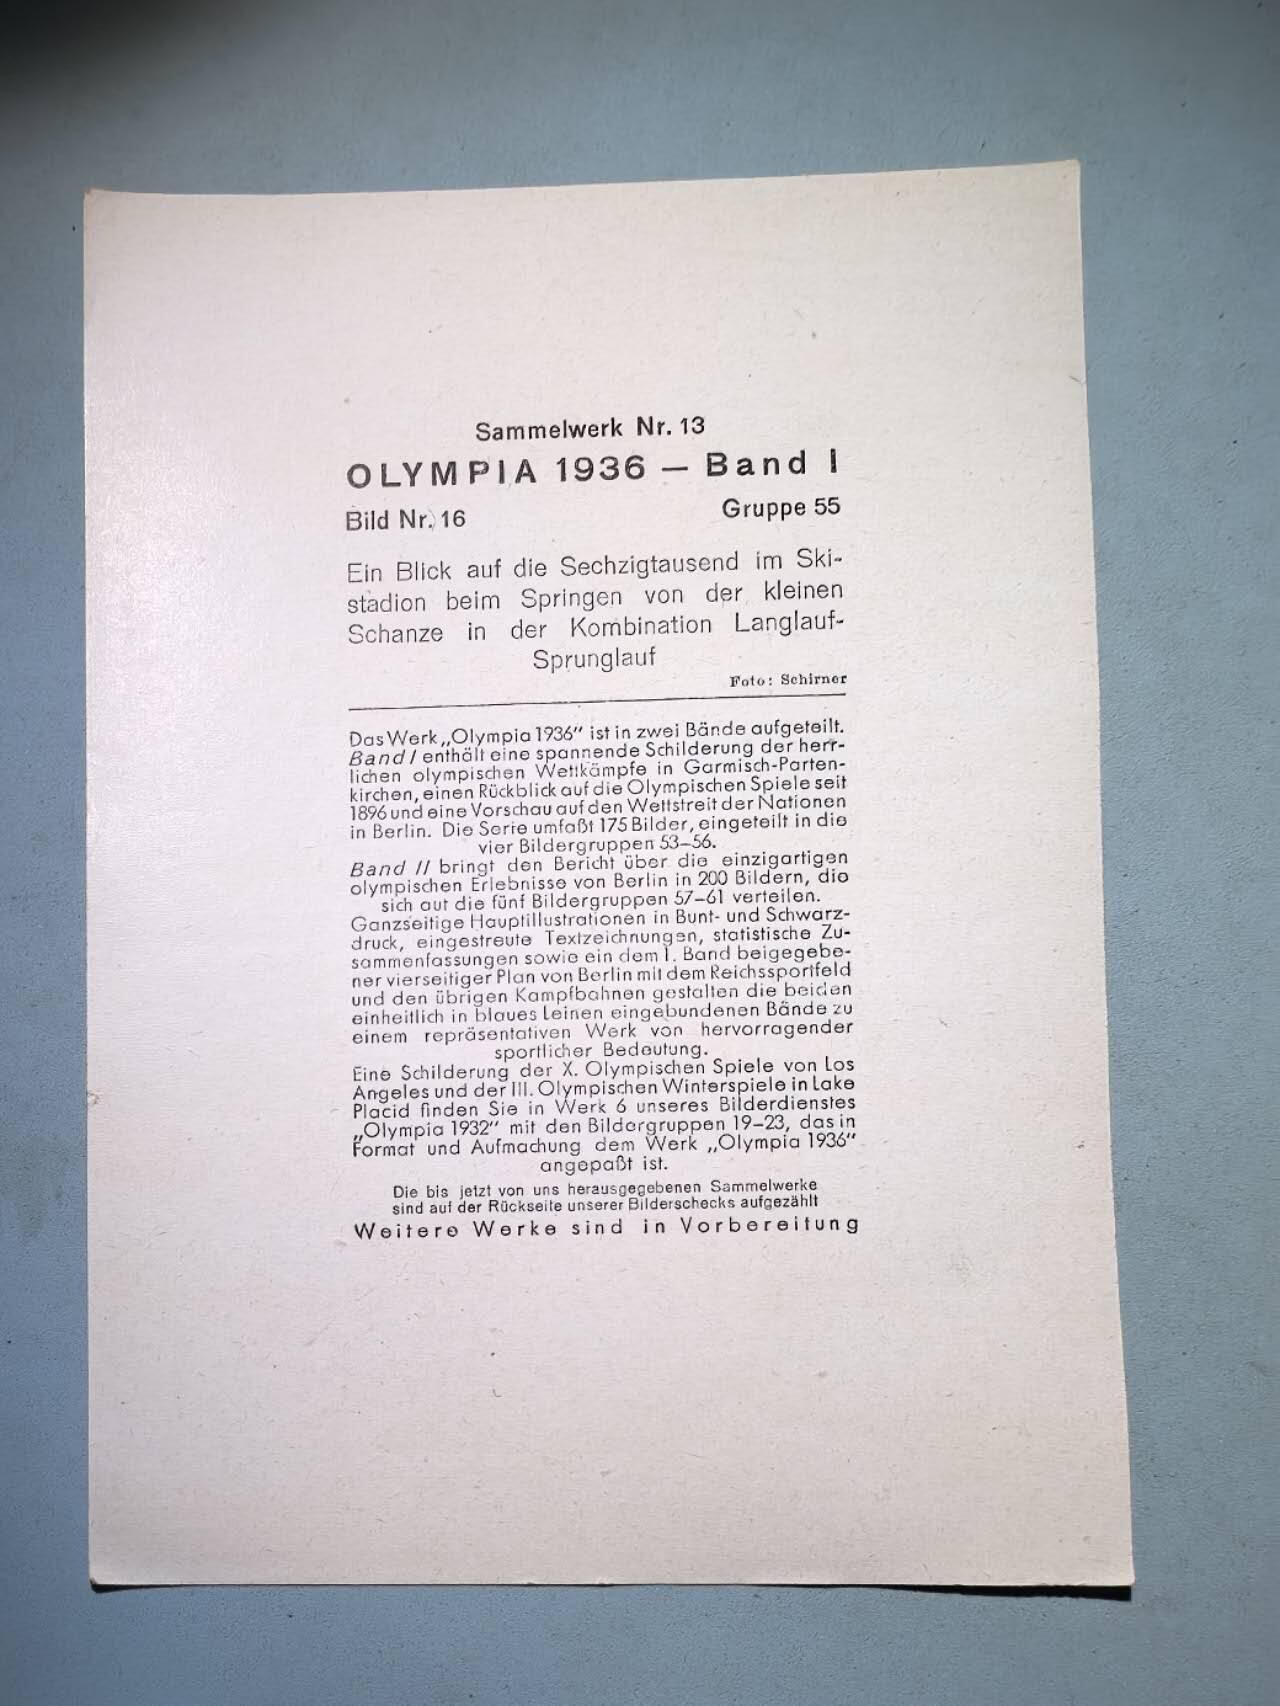 Sammelwerk Nr. 13
OLYMPIA 1936 — Band I
Bild Nr. 16 Gruppe 55
Ein Blick auf die Sechzigtausend im Ski-
stadion beim Springen von der kleinen
Schanze in der Kombination Langlauf-
Sprunglauf
Foto: Schirner
Das Werk „Olympia 1936“ ist in zwei Bände aufgeteilt.
Band I enthält eine spannende Schilderung der herr-
lichen olympischen Wettkämpfe in Garmisch-Parten-
kirchen, einen Rückblick auf die Olympischen Spiele seit
1896 und eine Vorschau auf den Wettstreit der Nationen
in Berlin. Die Serie umfaßt 175 Bilder, eingeteilt in die
vier Bildergruppen 53–56.
Band II bringt den Bericht über die einzigartigen
olympischen Erlebnisse von Berlin in 200 Bildern, die
sich auf die fünf Bildergruppen 57–61 verteilen.
Ganzseitige Hauptillustrationen in Bunt- und Schwarz-
druck, eingestreute Textzeichnungen, statistische Zu-
sammenfassungen sowie ein dem I. Band beigegebe-
ner vierseitiger Plan von Berlin mit dem Reichssportfeld
und den übrigen Kampfbahnen gestalten die beiden
einheitlich in blaues Leinen eingebundenen Bände zu
einem repräsentativen Werk von hervorragender
sportlicher Bedeutung.
Eine Schilderung der X. Olympischen Spiele von Los
Angeles und der III. Olympischen Winterspiele in Lake
Placid finden Sie in Werk 6 unseres Bilderdienstes
„Olympia 1932“ mit den Bildergruppen 19–23, das in
Format und Aufmachung dem Werk „Olympia 1936“
angepaßt ist.
Die bis jetzt von uns herausgegebenen Sammelwerke
sind auf der Rückseite unserer Bilderschecks aufgezählt
Weitere Werke sind in Vorbereitung